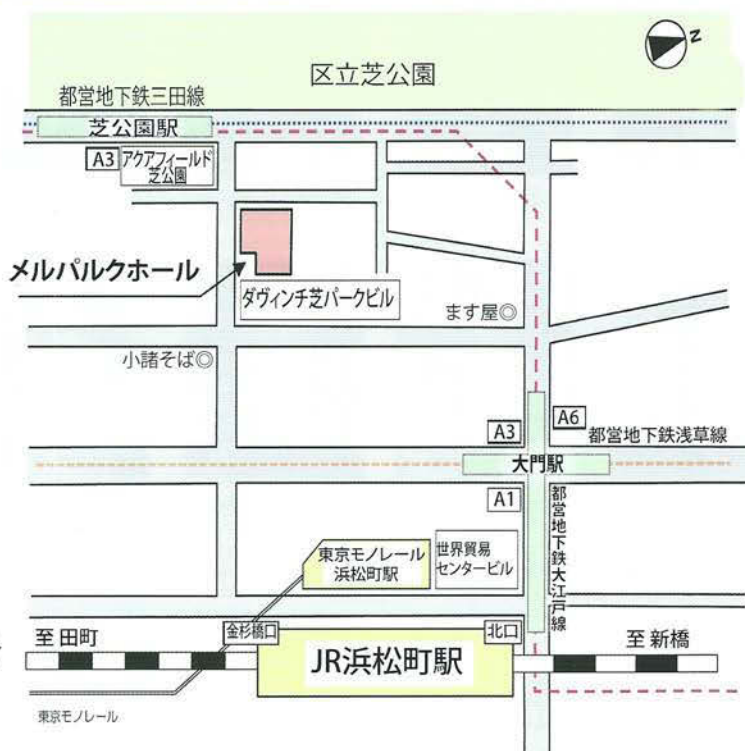 N
区立芝公園
都営地下鉄三田線
芝公園駅
A3
アクアフィールド
芝公園
メルパルクホール
ダヴィンチ芝パークビル
ます屋◎
小諸そば◎
A3
A6
都営地下鉄浅草線
大門駅
A1
都営地下鉄大江戸線
東京モノレール
浜松町駅
世界貿易
センタービル
至 田町
金杉橋口
北口
至 新橋
JR浜松町駅
東京モノレール